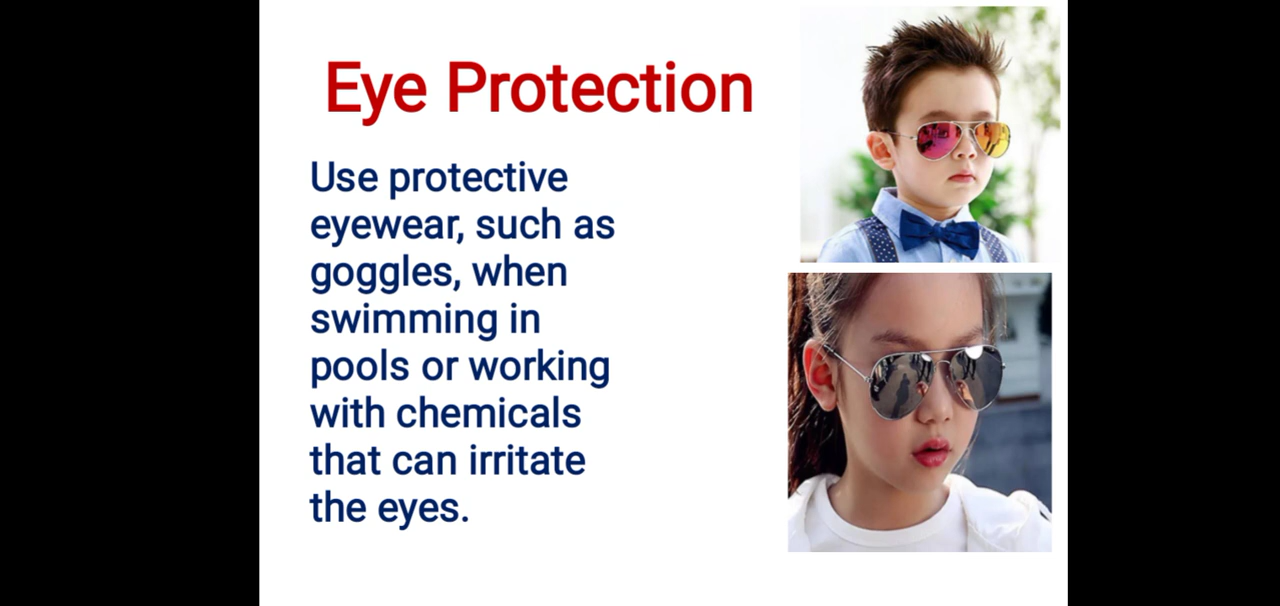 Eye Protection
Use protective
eyewear, such as
goggles, when
swimming in
pools or working
with chemicals
that can irritate
the eyes.